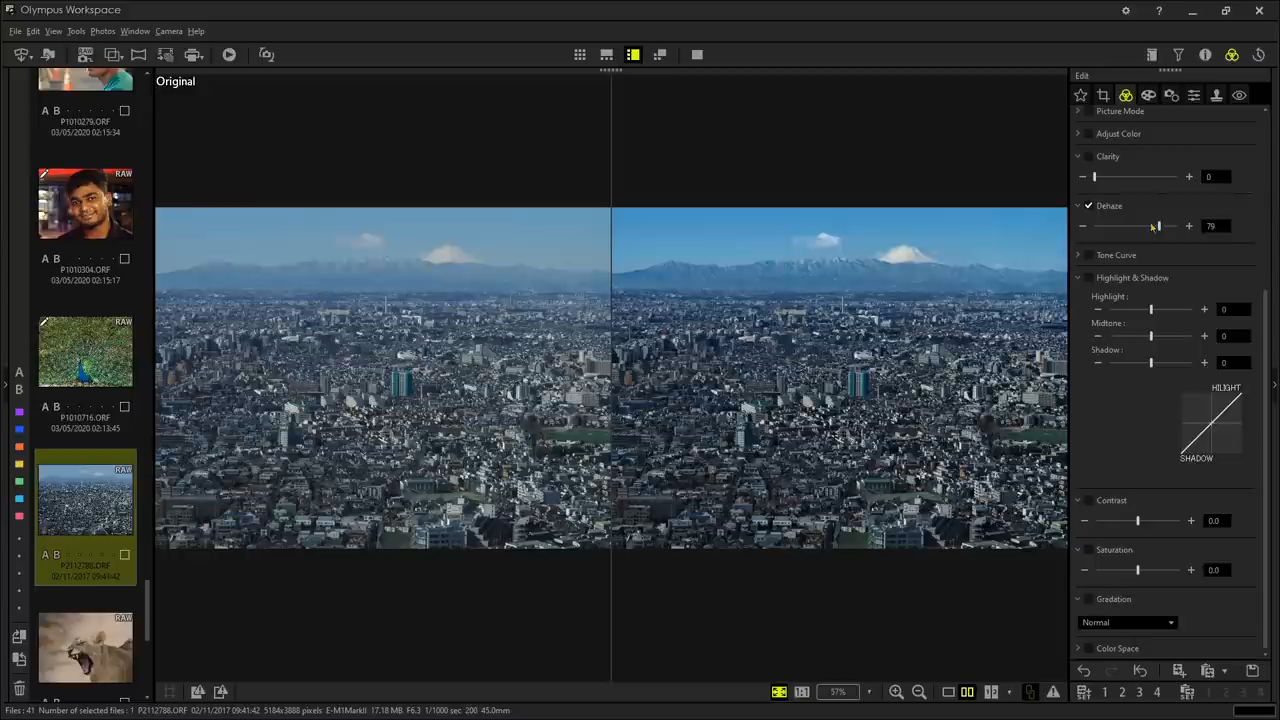 Olympus Workspace
File Edit View Tools Photos Window Camera Help
RAW
Original
A B
P1010279.ORF
03/05/2020 02:15:34
RAW
A B
P1010304.ORF
03/05/2020 02:15:17
RAW
A B
P1010716.ORF
03/05/2020 02:13:45
A
B
RAW
A B
P2112788.ORF
02/11/2017 09:41:42
RAW
Edit
Picture Mode
Adjust Color
Clarity
0
Dehaze
79
Tone Curve
Highlight & Shadow
Highlight :
0
Midtone :
0
Shadow :
0
HILIGHT
SHADOW
Contrast
0.0
Saturation
0.0
Gradation
Normal
Color Space
57%
1 2 3 4 1 2 3 4
Files : 41 Number of selected files : 1 P2112788.ORF 02/11/2017 09:41:42 5184x3888 pixels E-M1MarkII 17.18 MB F6.3 1/1000 sec 200 45.0mm